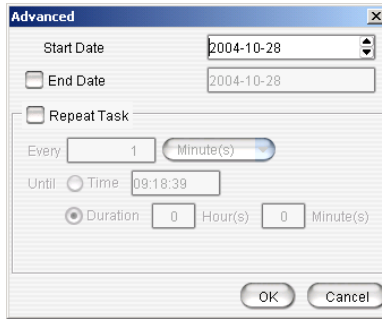 Advanced
Start Date 2004-10-28
End Date 2004-10-28
Repeat Task
Every 1 Minute(s)
Until Time 09:18:39
Duration 0 Hour(s) 0 Minute(s)
OK Cancel